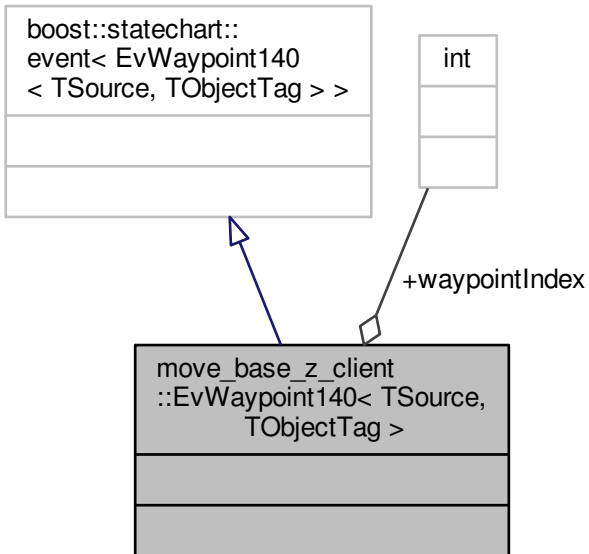 boost::statechart::
event< EvWaypoint140
< TSource, TObjectTag > >
int
+waypointIndex
move_base_z_client
::EvWaypoint140< TSource,
TObjectTag >